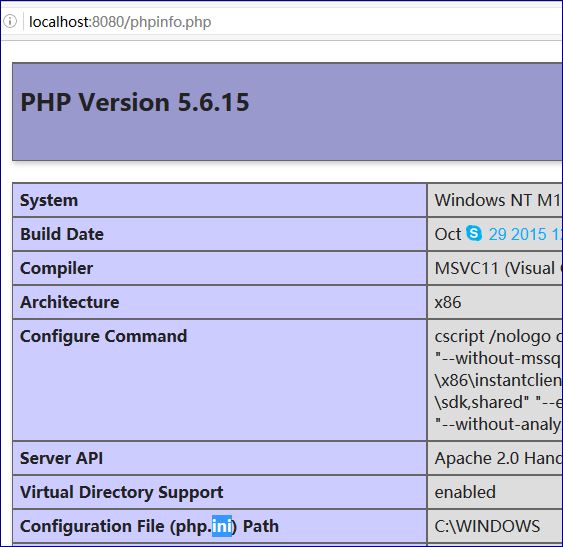 localhost:8080/phpinfo.php
PHP Version 5.6.15
System
Windows NT M1
Build Date
Oct 29 2015 12
Compiler
MSVC11 (Visual
Architecture
x86
Configure Command
cscript /nologo
"--without-mssq
\x86\instantclien
\sdk,shared" "--e
"--without-analy
Server API
Apache 2.0 Hand
Virtual Directory Support
enabled
Configuration File (php.ini) Path
C:\WINDOWS